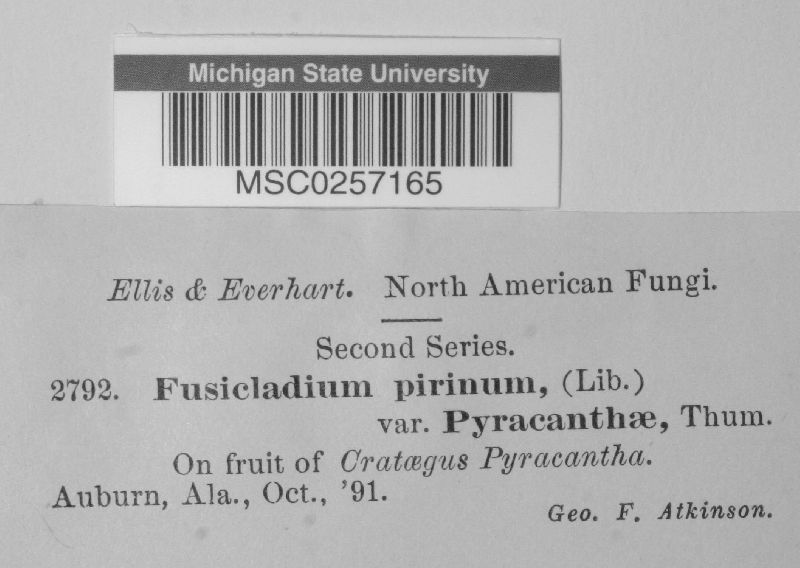 Michigan State University
MSC0257165
Ellis & Everhart. North American Fungi.
Second Series.
2792. Fusicladium pirinum, (Lib.)
var. Pyracanthæ, Thum.
On fruit of Cratægus Pyracantha.
Auburn, Ala., Oct., '91.
Geo. F. Atkinson.